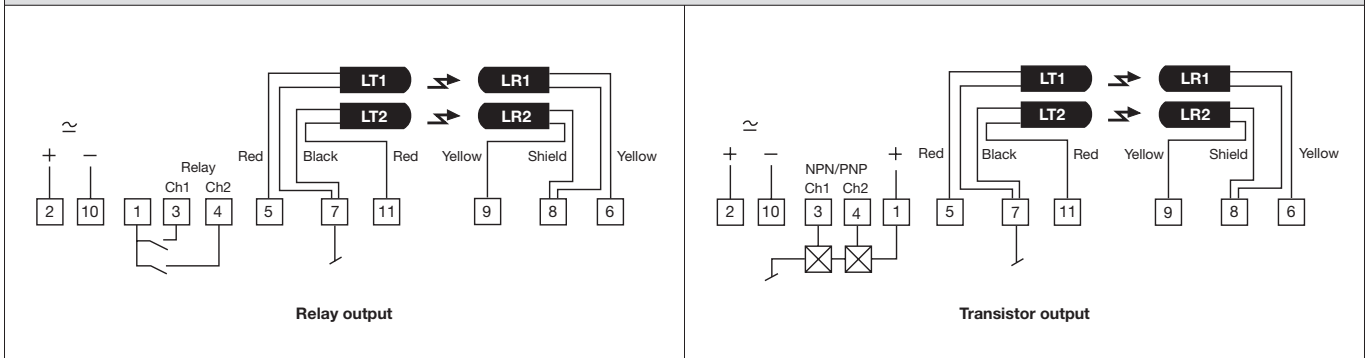 LT1 LR1
LT2 LR2
≃
+ −
Relay
Ch1 Ch2
Red Black Red Yellow Shield Yellow
2 10 1 3 4 5 7 11 9 8 6
Relay output
LT1 LR1
LT2 LR2
≃
+ − +
NPN/PNP
Ch1 Ch2
Red Black Red Yellow Shield Yellow
2 10 3 4 1 5 7 11 9 8 6
Transistor output